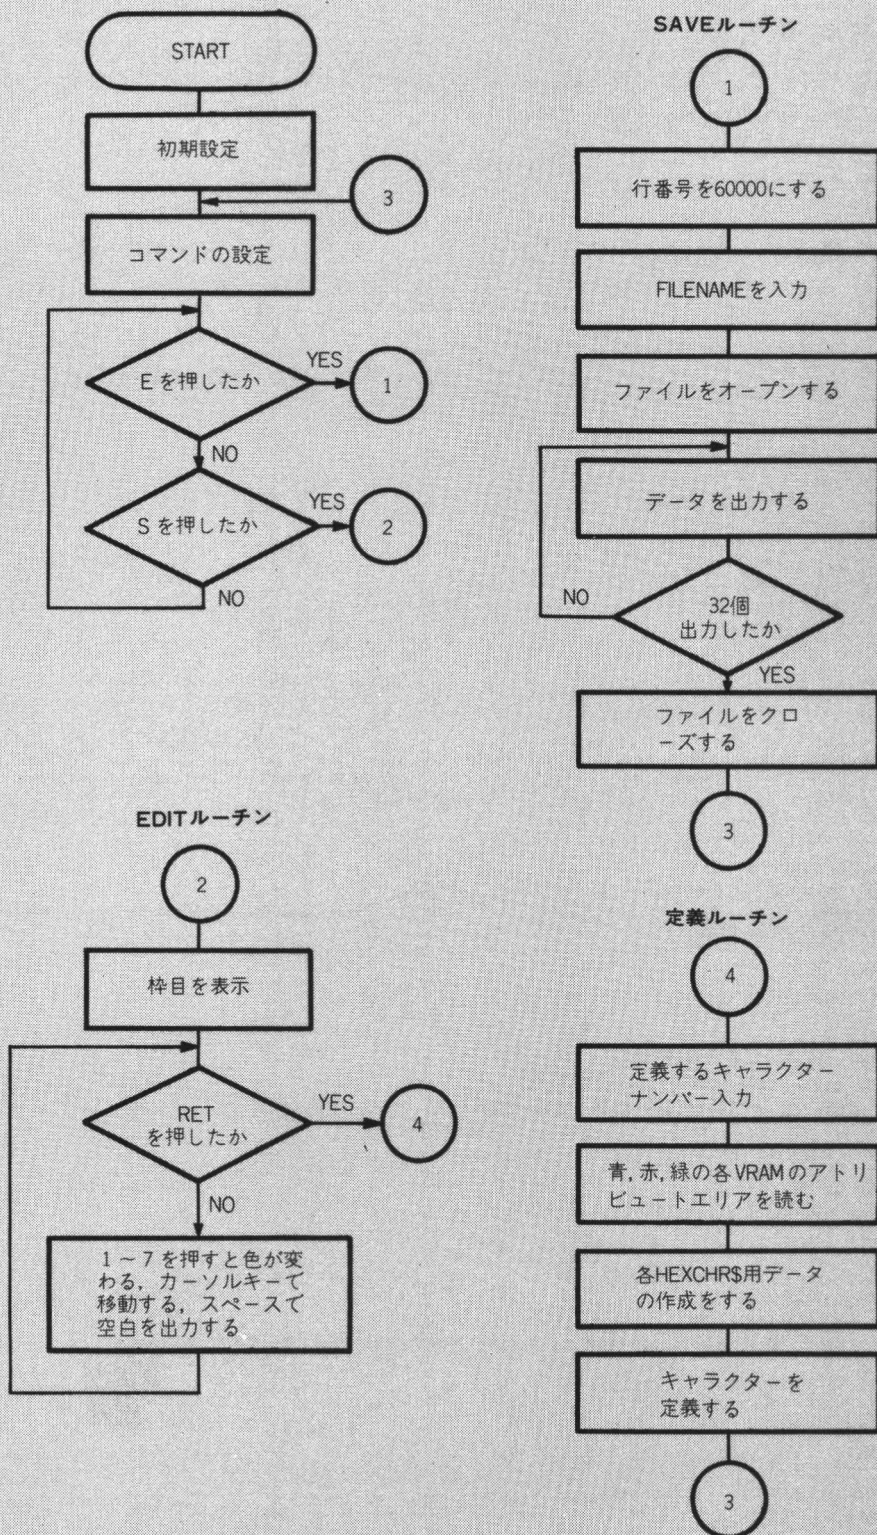 START
初期設定
3
コマンドの設定
Eを押したか
YES
1
NO
Sを押したか
YES
2
NO
SAVEルーチン
1
行番号を60000にする
FILENAMEを入力
ファイルをオープンする
データを出力する
NO
32個
出力したか
YES
ファイルをクロ
ーズする
3
EDITルーチン
2
枠目を表示
RET
を押したか
YES
4
NO
1～7を押すと色が変
わる，カーソルキーで
移動する，スペースで
空白を出力する
定義ルーチン
4
定義するキャラクター
ナンバー入力
青，赤，緑の各VRAMのアトリ
ビュートエリアを読む
各HEXCHR$用データ
の作成をする
キャラクターを
定義する
3